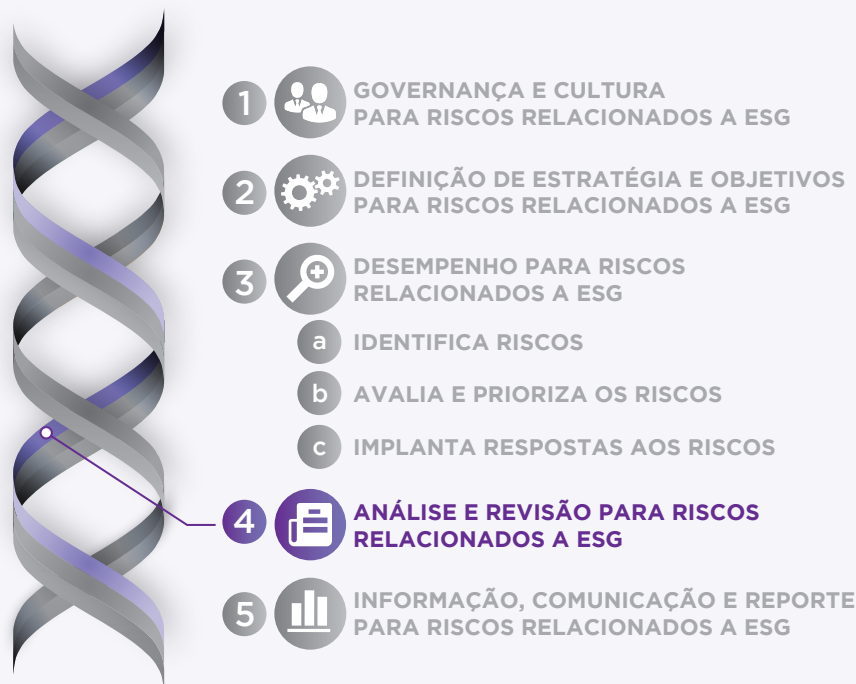 1
GOVERNANÇA E CULTURA
PARA RISCOS RELACIONADOS A ESG
2
DEFINIÇÃO DE ESTRATÉGIA E OBJETIVOS
PARA RISCOS RELACIONADOS A ESG
3
DESEMPENHO PARA RISCOS
RELACIONADOS A ESG
a IDENTIFICA RISCOS
b AVALIA E PRIORIZA OS RISCOS
c IMPLANTA RESPOSTAS AOS RISCOS
4
ANÁLISE E REVISÃO PARA RISCOS
RELACIONADOS A ESG
5
INFORMAÇÃO, COMUNICAÇÃO E REPORTE
PARA RISCOS RELACIONADOS A ESG